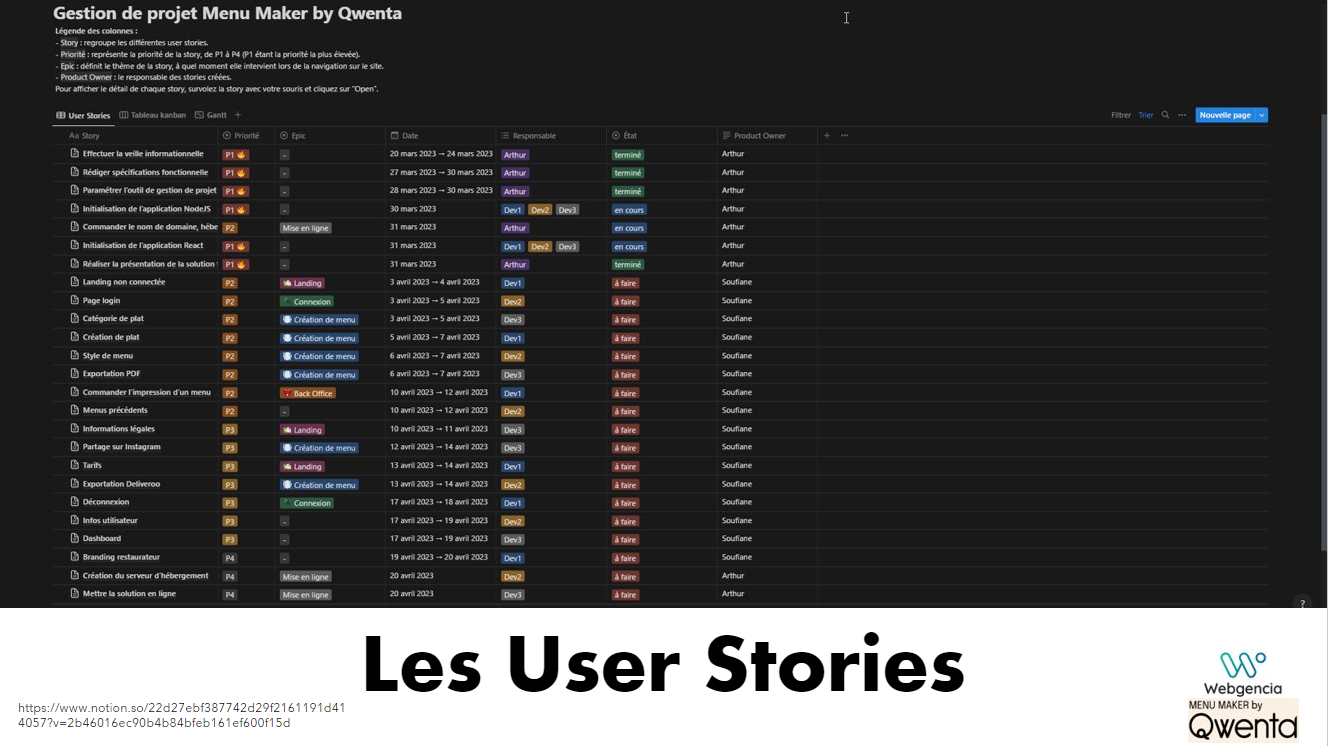 Gestion de projet Menu Maker by Qwenta
Légende des colonnes :
- Story : regroupe les différentes user stories.
- Priorité : représente la priorité de la story, de P1 à P4 (P1 étant la priorité la plus élevée).
- Epic : définit le thème de la story, à quel moment elle intervient lors de la navigation sur le site.
- Product Owner : le responsable des stories créées.
Pour afficher le détail de chaque story, survolez la story avec votre souris et cliquez sur "Open".
User Stories Tableau kanban Gantt + Filtrer Trier Nouvelle page
Aa Story Priorité Epic Date Responsable État Product Owner +
Effectuer la veille informationnelle P1 - 20 mars 2023 → 24 mars 2023 Arthur terminé Arthur
Rédiger spécifications fonctionnelle P1 - 27 mars 2023 → 30 mars 2023 Arthur terminé Arthur
Paramétrer l'outil de gestion de projet P1 - 28 mars 2023 → 30 mars 2023 Arthur terminé Arthur
Initialisation de l'application NodeJS P1 - 30 mars 2023 Dev1 Dev2 Dev3 en cours Arthur
Commander le nom de domaine, hébe P2 Mise en ligne 31 mars 2023 Arthur en cours Arthur
Initialisation de l'application React P1 - 31 mars 2023 Dev1 Dev2 Dev3 en cours Arthur
Réaliser la présentation de la solution P1 - 31 mars 2023 Arthur terminé Arthur
Landing non connectée P2 Landing 3 avril 2023 → 4 avril 2023 Dev1 à faire Soufiane
Page login P2 Connexion 3 avril 2023 → 5 avril 2023 Dev2 à faire Soufiane
Catégorie de plat P2 Création de menu 3 avril 2023 → 5 avril 2023 Dev3 à faire Soufiane
Création de plat P2 Création de menu 5 avril 2023 → 7 avril 2023 Dev1 à faire Soufiane
Style de menu P2 Création de menu 6 avril 2023 → 7 avril 2023 Dev2 à faire Soufiane
Exportation PDF P2 Création de menu 6 avril 2023 → 7 avril 2023 Dev3 à faire Soufiane
Commander l'impression d'un menu P2 Back Office 10 avril 2023 → 12 avril 2023 Dev1 à faire Soufiane
Menus précédents P2 - 10 avril 2023 → 12 avril 2023 Dev2 à faire Soufiane
Informations légales P3 Landing 10 avril 2023 → 11 avril 2023 Dev3 à faire Soufiane
Partage sur Instagram P3 Création de menu 12 avril 2023 → 14 avril 2023 Dev3 à faire Soufiane
Tarifs P3 Landing 13 avril 2023 → 14 avril 2023 Dev1 à faire Soufiane
Exportation Deliveroo P3 Création de menu 13 avril 2023 → 14 avril 2023 Dev2 à faire Soufiane
Déconnexion P3 Connexion 17 avril 2023 → 18 avril 2023 Dev1 à faire Soufiane
Infos utilisateur P3 - 17 avril 2023 → 19 avril 2023 Dev2 à faire Soufiane
Dashboard P3 - 17 avril 2023 → 19 avril 2023 Dev3 à faire Soufiane
Branding restaurateur P4 - 19 avril 2023 → 20 avril 2023 Dev1 à faire Soufiane
Création du serveur d'hébergement P4 Mise en ligne 20 avril 2023 Dev2 à faire Arthur
Mettre la solution en ligne P4 Mise en ligne 20 avril 2023 Dev3 à faire Arthur
?
Les User Stories
https://www.notion.so/22d27ebf387742d29f2161191d41
4057?v=2b46016ec90b4b84bfeb161ef600f15d
Webgencia
MENU MAKER by
Qwenta